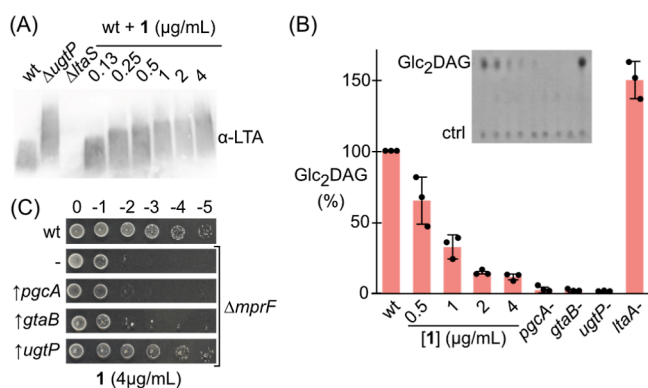 (A)
wt + 1 (μg/mL)
wt
ΔugtP
ΔltaS
0.13
0.25
0.5
1
2
4
α-LTA
(B)
Glc2DAG
ctrl
150
100
50
0
Glc2DAG
(%)
wt
0.5
1
2
4
pgcA-
gtaB-
ugtP-
ltaA-
[1] (μg/mL)
(C)
0 -1 -2 -3 -4 -5
wt
-
↑pgcA
↑gtaB
↑ugtP
ΔmprF
1 (4μg/mL)